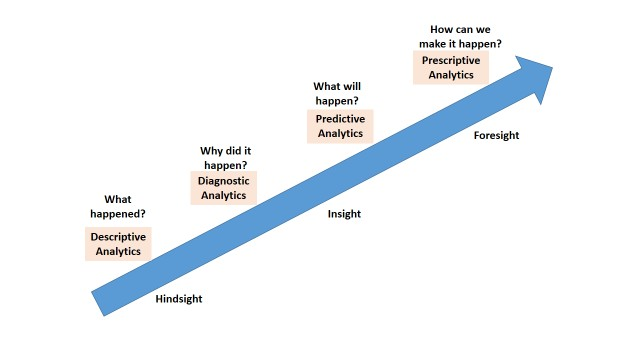 How can we
make it happen?
Prescriptive
Analytics
What will
happen?
Predictive
Analytics
Foresight
Why did it
happen?
Diagnostic
Analytics
What
happened?
Insight
Descriptive
Analytics
Hindsight